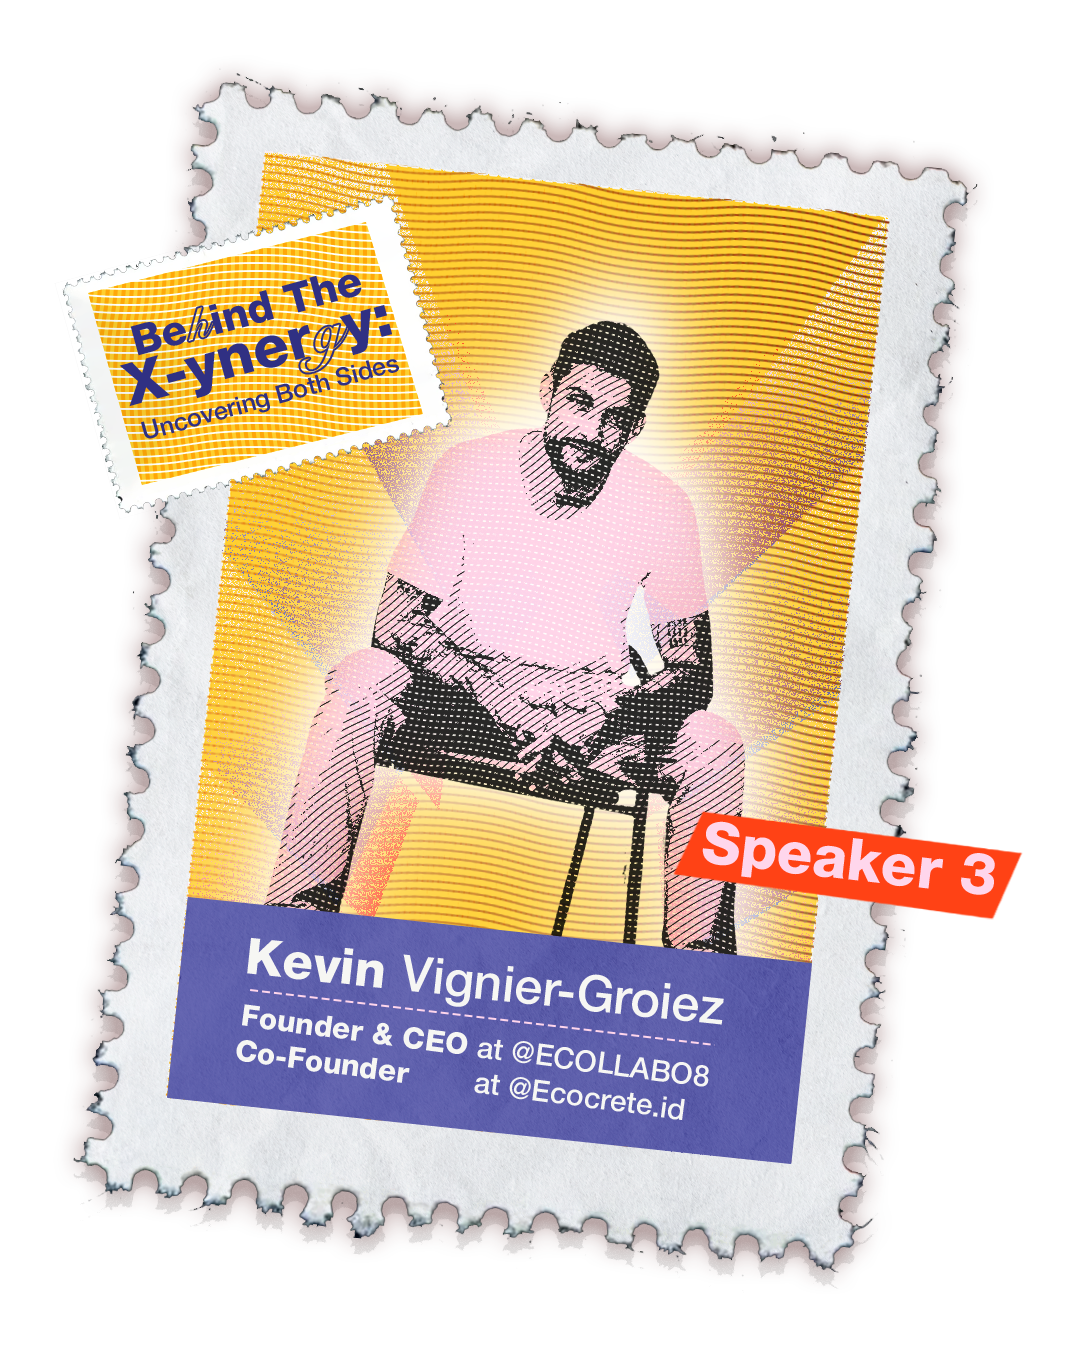 Behind The
X-ynergy:
Uncovering Both Sides
Speaker 3
Kevin Vignier-Groiez
Founder & CEO at @ECOLLABO8
Co-Founder at @Ecocrete.id